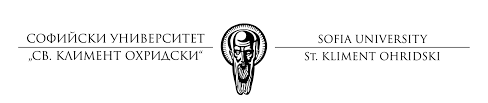 СОФИЙСКИ УНИВЕРСИТЕТ
„СВ. КЛИМЕНТ ОХРИДСКИ“
SOFIA UNIVERSITY
ST. KLIMENT OHRIDSKI